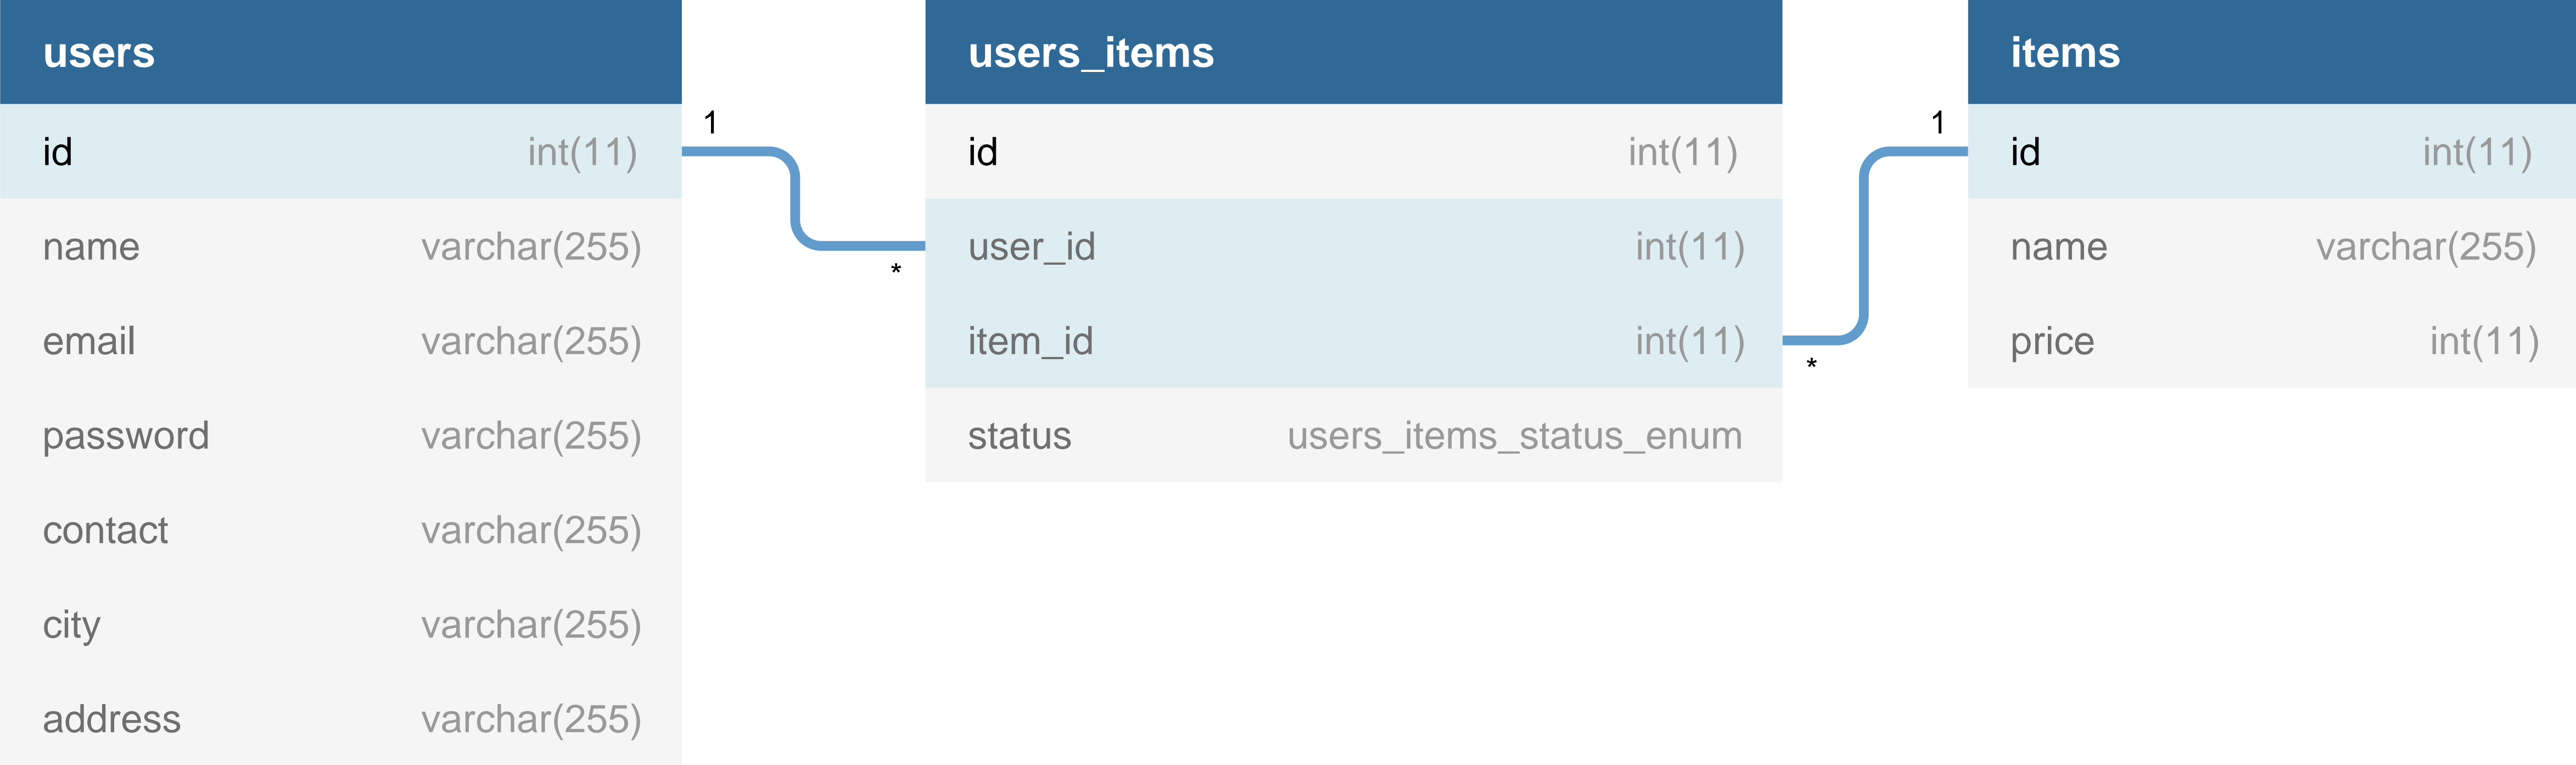 users
id int(11)
name varchar(255)
email varchar(255)
password varchar(255)
contact varchar(255)
city varchar(255)
address varchar(255)
1
*
users_items
id int(11)
user_id int(11)
item_id int(11)
status users_items_status_enum
1
*
items
id int(11)
name varchar(255)
price int(11)